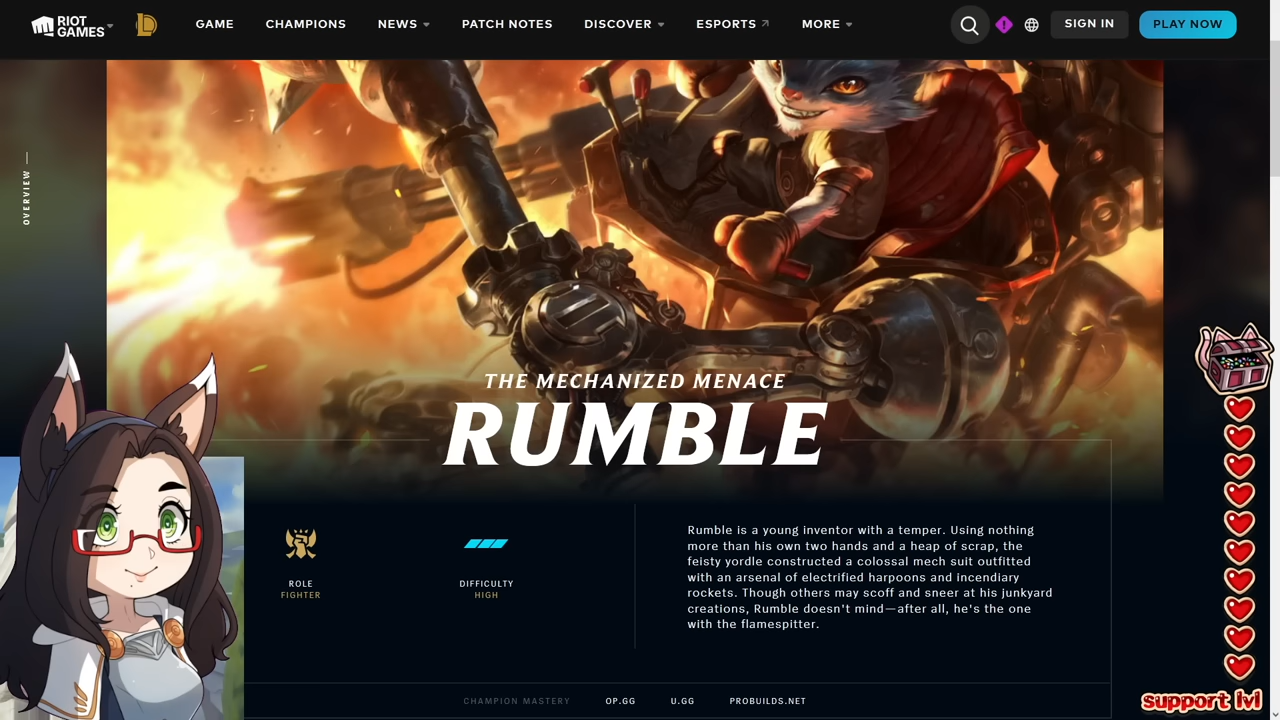 RIOT GAMES
GAME
CHAMPIONS
NEWS
PATCH NOTES
DISCOVER
ESPORTS
MORE
SIGN IN
PLAY NOW
OVERVIEW
THE MECHANIZED MENACE
RUMBLE
ROLE
FIGHTER
DIFFICULTY
HIGH
Rumble is a young inventor with a temper. Using nothing
more than his own two hands and a heap of scrap, the
feisty yordle constructed a colossal mech suit outfitted
with an arsenal of electrified harpoons and incendiary
rockets. Though others may scoff and sneer at his junkyard
creations, Rumble doesn't mind—after all, he's the one
with the flamespitter.
CHAMPION MASTERY
OP.GG
U.GG
PROBUILDS.NET
support lvl